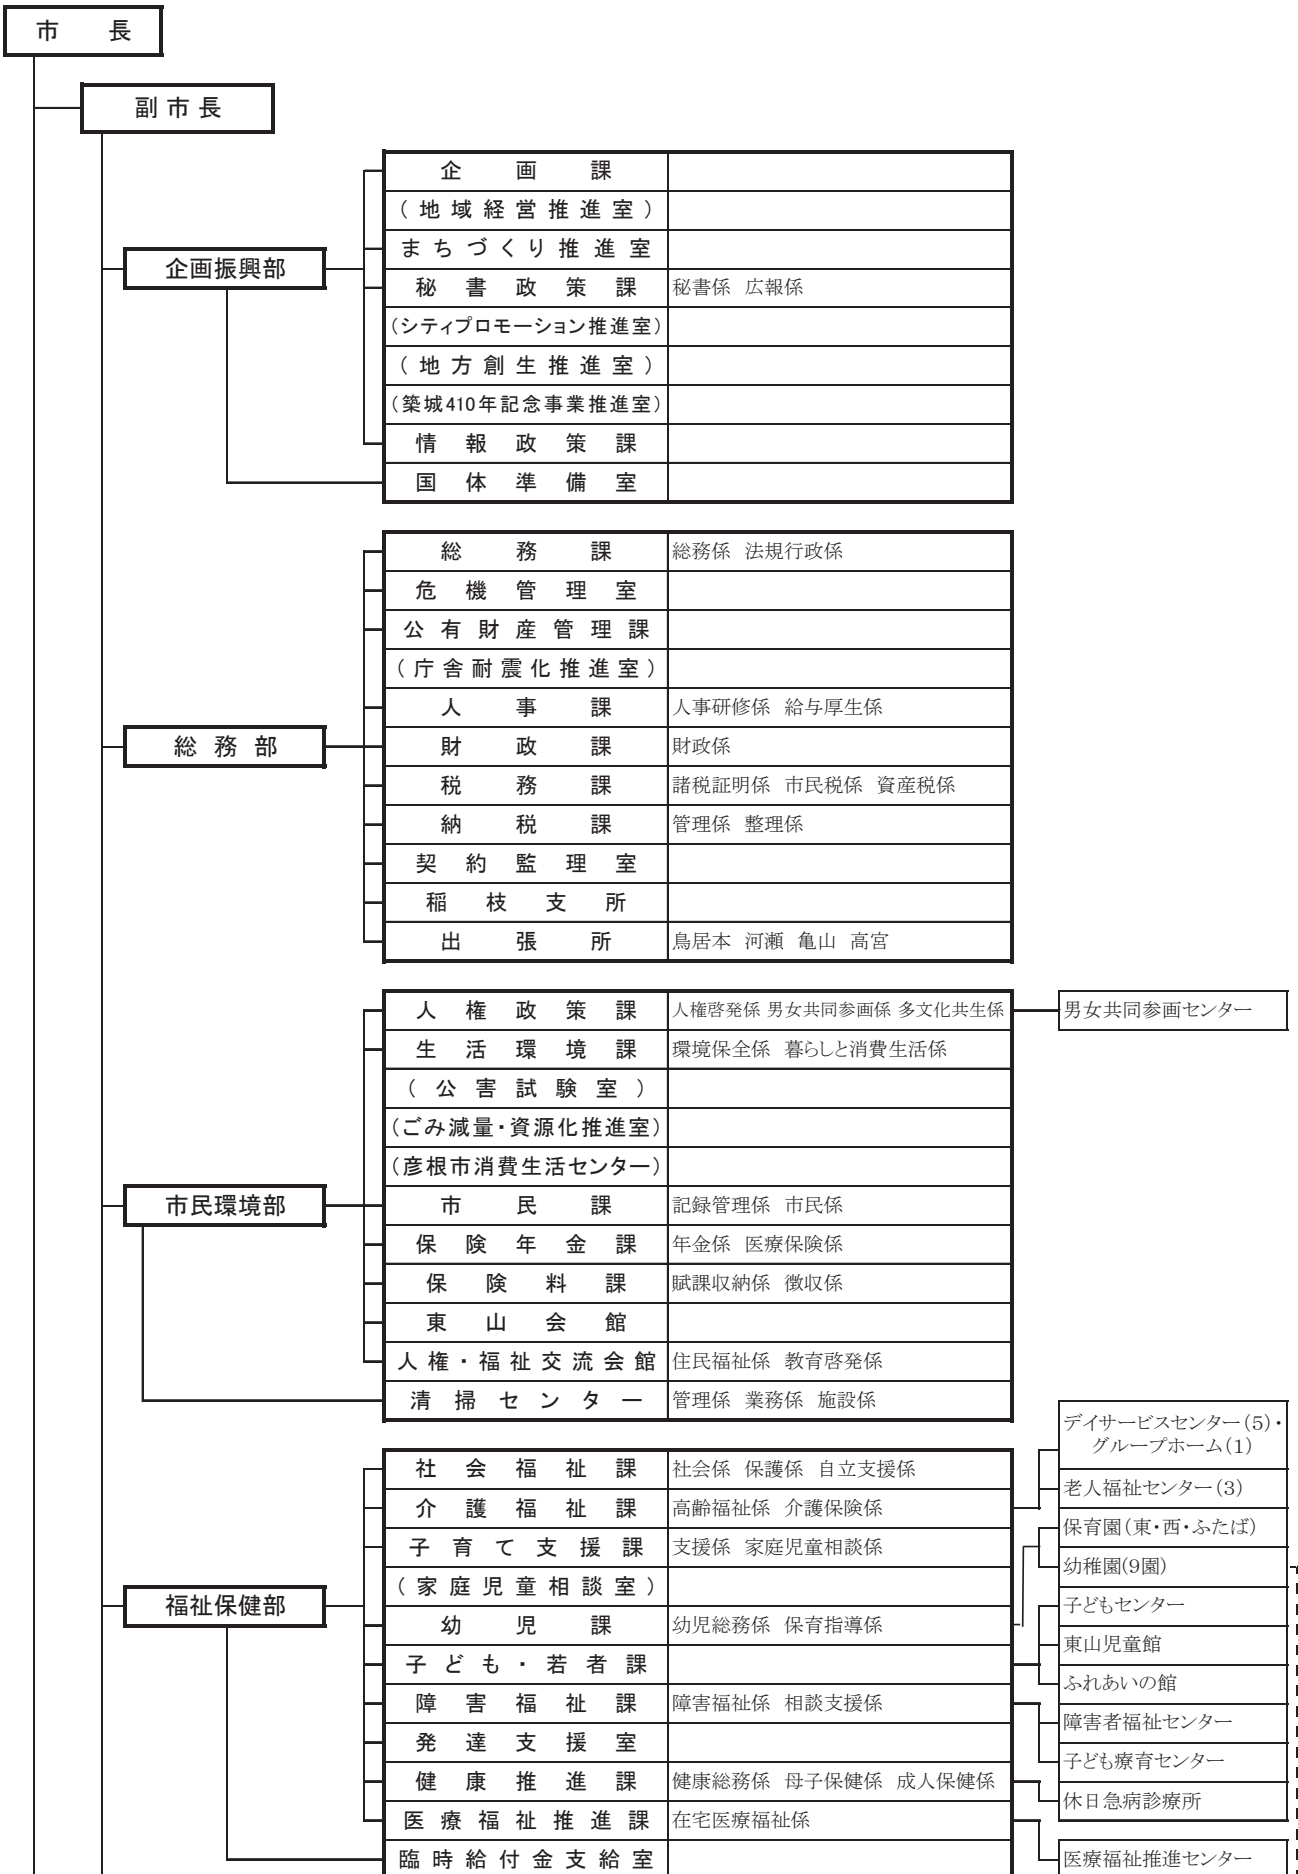 市長
副市長
企画振興部
企画課
(地域経営推進室)
まちづくり推進室
秘書政策課 秘書係 広報係
(シティプロモーション推進室)
(地方創生推進室)
(築城410年記念事業推進室)
情報政策課
国体準備室
総務部
総務課 総務係 法規行政係
危機管理室
公有財産管理課
(庁舎耐震化推進室)
人事課 人事研修係 給与厚生係
財政課 財政係
税務課 諸税証明係 市民税係 資産税係
納税課 管理係 整理係
契約監理室
稲枝支所
出張所 鳥居本 河瀬 亀山 高宮
市民環境部
人権政策課 人権啓発係 男女共同参画係 多文化共生係 男女共同参画センター
生活環境課 環境保全係 暮らしと消費生活係
(公害試験室)
(ごみ減量・資源化推進室)
(彦根市消費生活センター)
市民課 記録管理係 市民係
保険年金課 年金係 医療保険係
保険料課 賦課収納係 徴収係
東山会館
人権・福祉交流会館 住民福祉係 教育啓発係
清掃センター 管理係 業務係 施設係
福祉保健部
社会福祉課 社会係 保護係 自立支援係
介護福祉課 高齢福祉係 介護保険係
子育て支援課 支援係 家庭児童相談係
(家庭児童相談室)
幼児課 幼児総務係 保育指導係
子ども・若者課
障害福祉課 障害福祉係 相談支援係
発達支援室
健康推進課 健康総務係 母子保健係 成人保健係
医療福祉推進課 在宅医療福祉係
臨時給付金支給室
デイサービスセンター(5)・
グループホーム(1)
老人福祉センター(3)
保育園(東・西・ふたば)
幼稚園(9園)
子どもセンター
東山児童館
ふれあいの館
障害者福祉センター
子ども療育センター
休日急病診療所
医療福祉推進センター